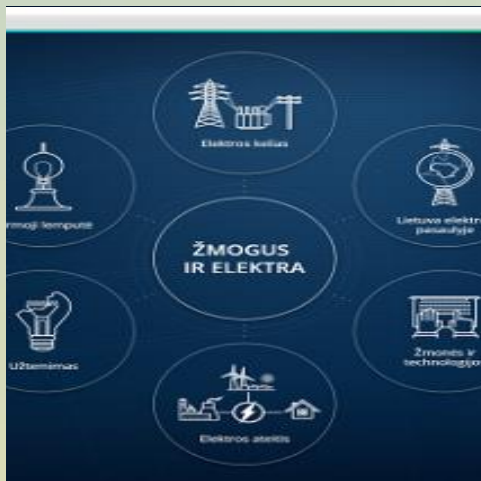 Elektros kelias
rmoji lemputė
Lietuva elektr
pasaulyje
ŽMOGUS
IR ELEKTRA
Užtemimas
Žmonės ir
technologijo
Elektros ateitis